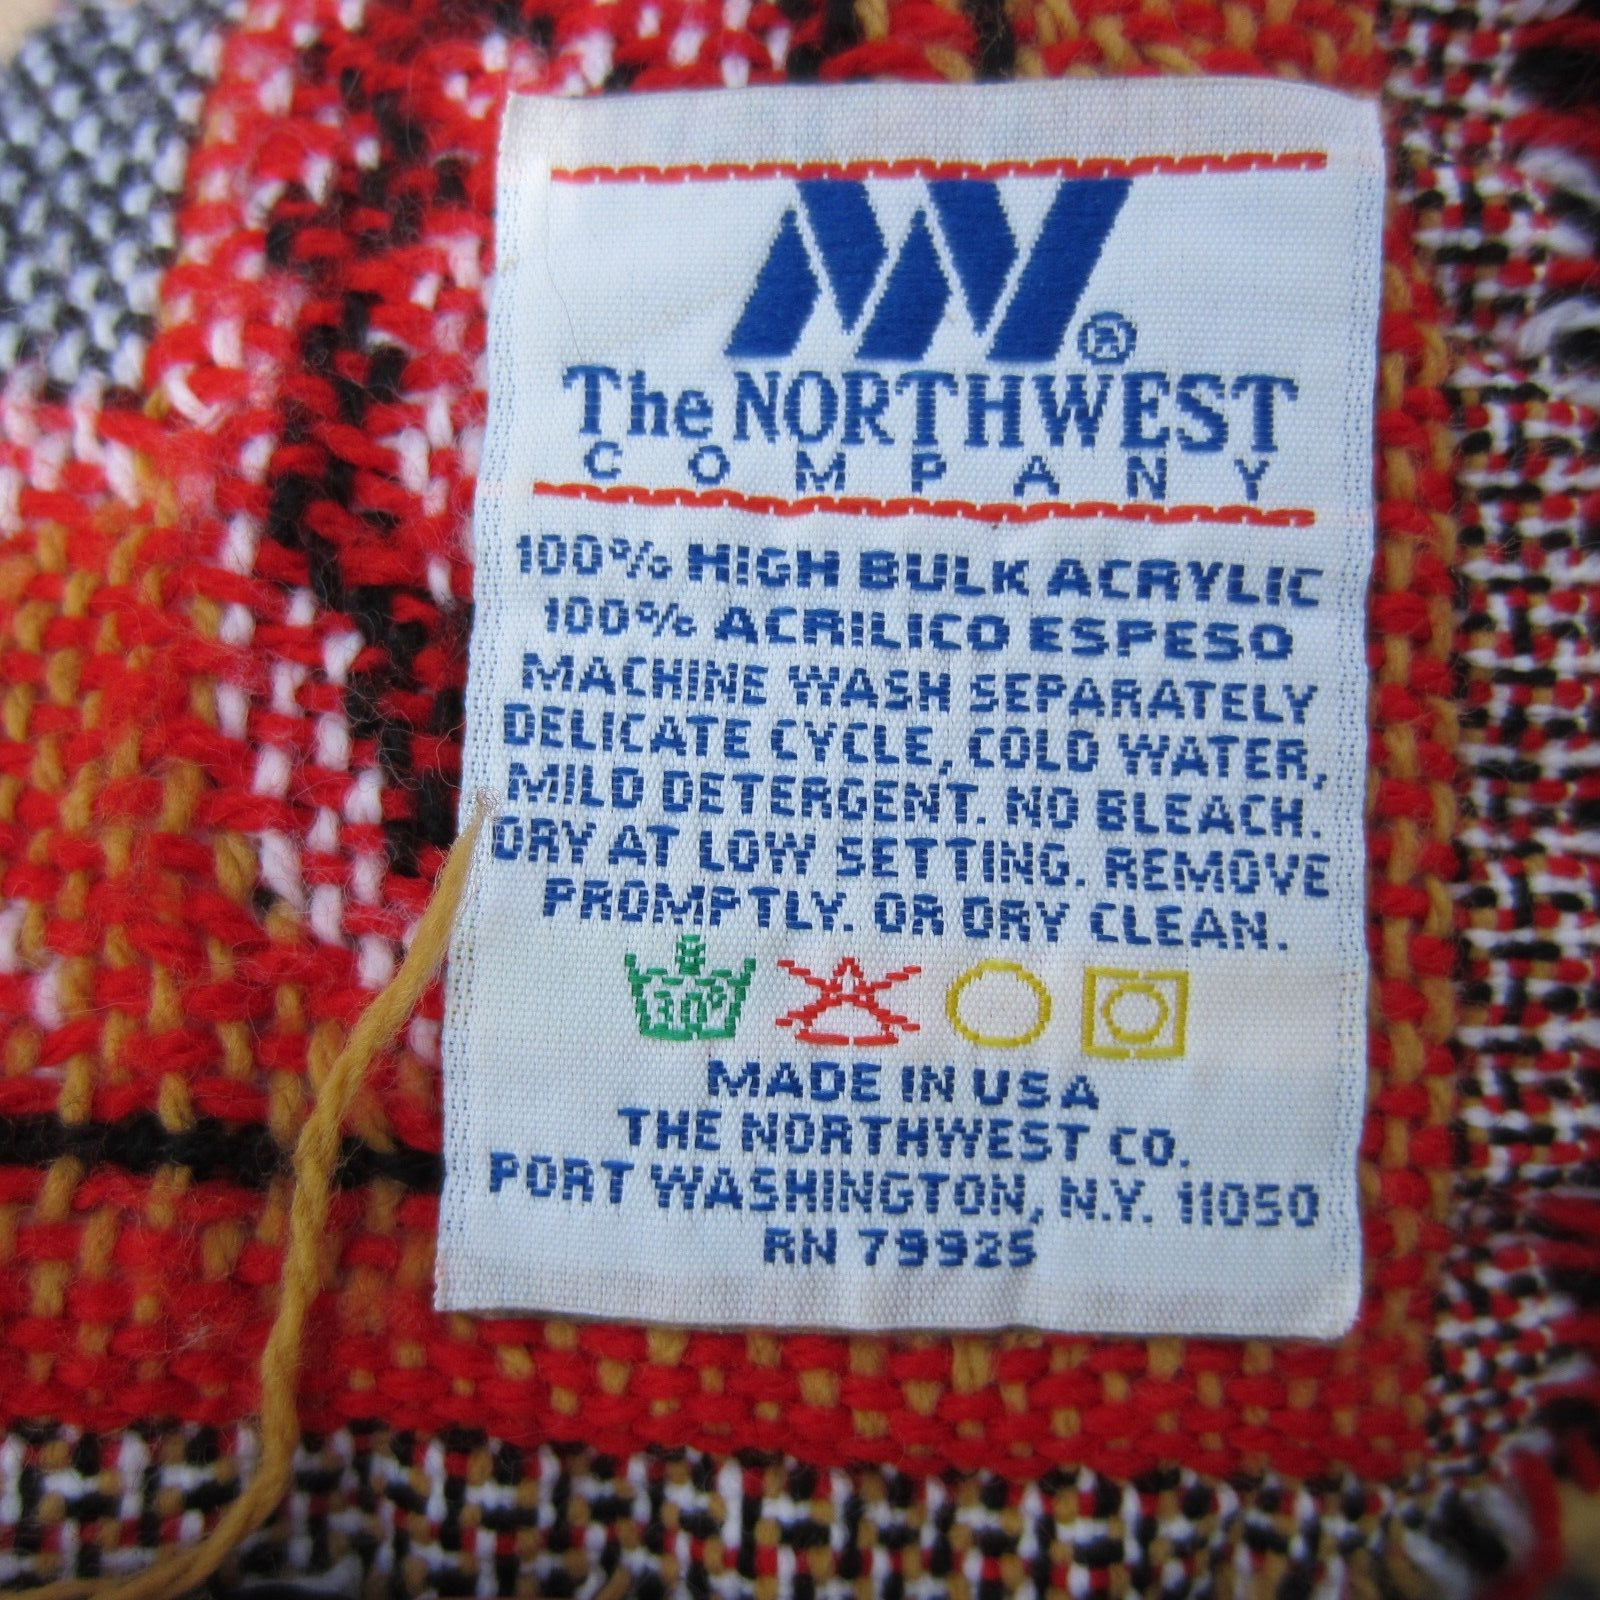 ®
The NORTHWEST
COMPANY
100% HIGH BULK ACRYLIC
100% ACRILICO ESPESO
MACHINE WASH SEPARATELY
DELICATE CYCLE, COLD WATER,
MILD DETERGENT. NO BLEACH.
DRY AT LOW SETTING. REMOVE
PROMPTLY. OR DRY CLEAN.
30°
MADE IN USA
THE NORTHWEST CO.
PORT WASHINGTON, N.Y. 11050
RN 79925